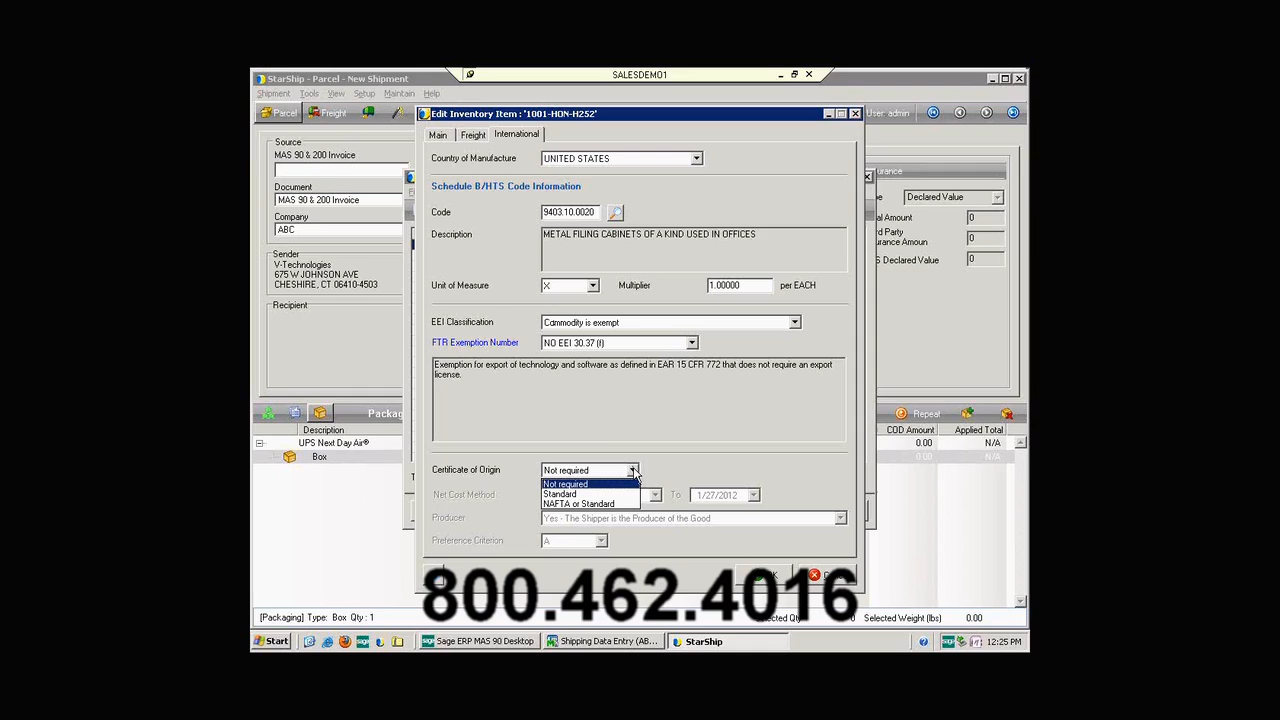 SALESDEMO1
StarShip - Parcel - New Shipment
Shipment Tools View Setup Maintain Help
Parcel Freight
User: admin
Edit Inventory Item : '1001-HON-H252'
Main Freight International
Source
MAS 90 & 200 Invoice
Document
MAS 90 & 200 Invoice
Company
ABC
Sender
V-Technologies
675 W JOHNSON AVE
CHESHIRE, CT 06410-4503
Recipient
Country of Manufacture UNITED STATES
Schedule B/HTS Code Information
Code 9403.10.0020
Description METAL FILING CABINETS OF A KIND USED IN OFFICES
Unit of Measure X Multiplier 1.00000 per EACH
EEI Classification Commodity is exempt
FTR Exemption Number NO EEI 30.37 (f)
Exemption for export of technology and software as defined in EAR 15 CFR 772 that does not require an export
license.
Certificate of Origin Not required
Not required
Standard
NAFTA or Standard
Net Cost Method To 1/27/2012
Producer Yes - The Shipper is the Producer of the Good
Preference Criterion A
Declared Value
0
0
Declared Value 0
Repeat
Description COD Amount Applied Total
UPS Next Day Air® 0.00 N/A
Box 0.00 N/A
800.462.4016
[Packaging] Type: Box Qty : 1 Selected Weight (lbs) 0.00
Start Sage ERP MAS 90 Desktop Shipping Data Entry (AB... StarShip 12:25 PM